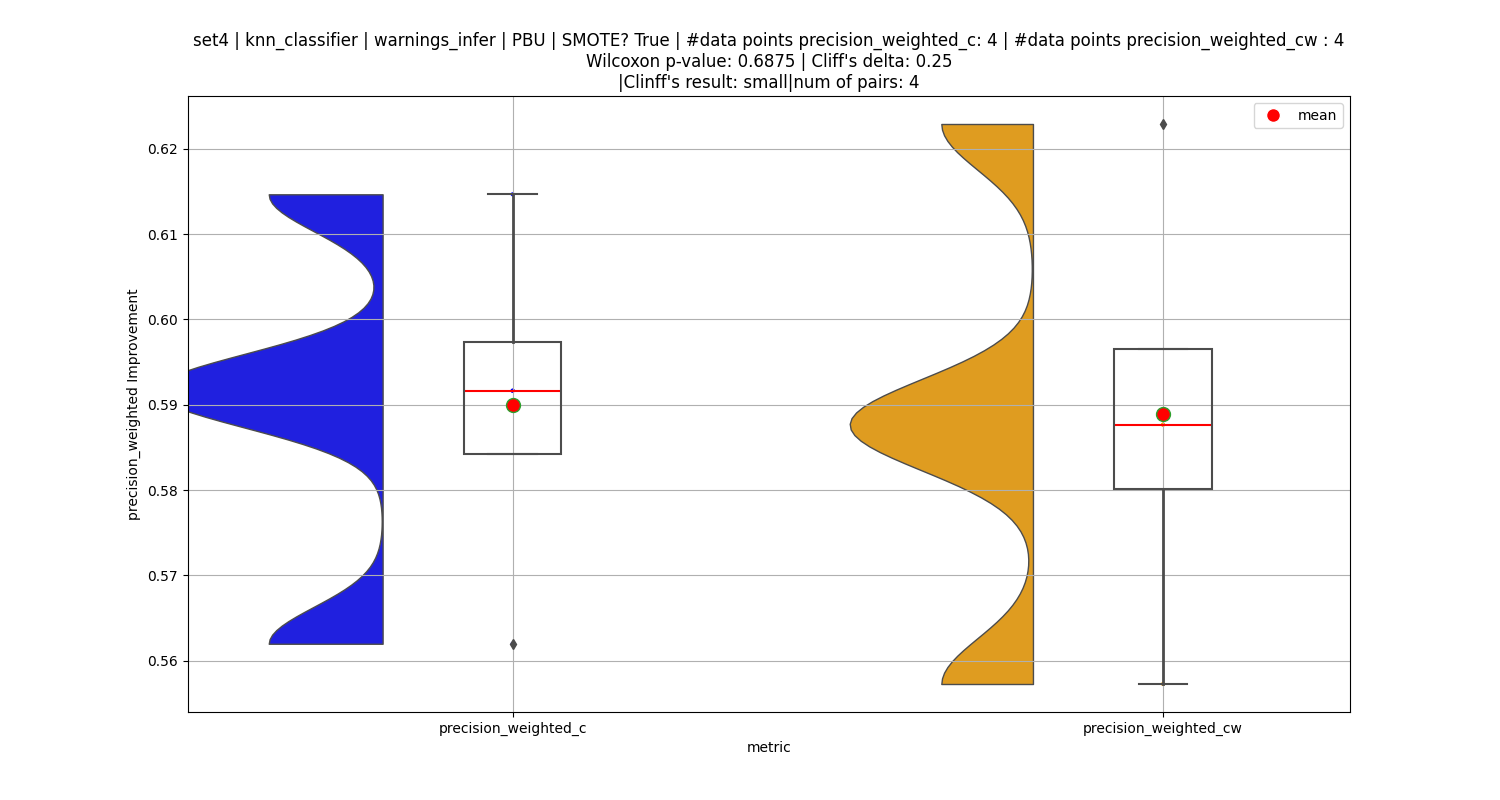 set4 | knn_classifier | warnings_infer | PBU | SMOTE? True | #data points precision_weighted_c: 4 | #data points precision_weighted_cw : 4
Wilcoxon p-value: 0.6875 | Cliff's delta: 0.25
|Clinff's result: small|num of pairs: 4
mean
0.62
0.61
0.60
0.59
0.58
0.57
0.56
precision_weighted Improvement
precision_weighted_c
precision_weighted_cw
metric